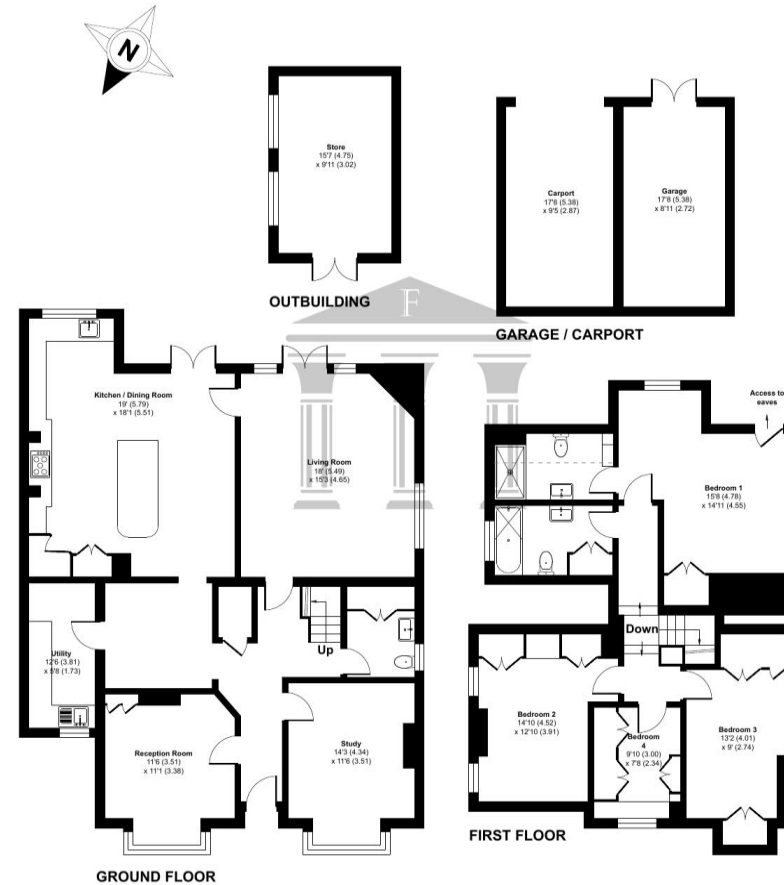 N
Store
15'7 (4.75)
x 9'11 (3.02)
OUTBUILDING
Carport
17'8 (5.38)
x 9'5 (2.87)
Garage
17'8 (5.38)
x 8'11 (2.72)
GARAGE / CARPORT
F
Kitchen / Dining Room
19' (5.79)
x 18'1 (5.51)
Living Room
18' (5.49)
x 15'3 (4.65)
Utility
12'6 (3.81)
x 5'8 (1.73)
Up
Reception Room
11'6 (3.51)
x 11'1 (3.38)
Study
14'3 (4.34)
x 11'6 (3.51)
GROUND FLOOR
Access to
eaves
Bedroom 1
15'8 (4.78)
x 14'11 (4.55)
Down
Bedroom 2
14'10 (4.52)
x 12'10 (3.91)
Bedroom
4
9'10 (3.00)
x 7'8 (2.34)
Bedroom 3
13'2 (4.01)
x 9' (2.74)
FIRST FLOOR